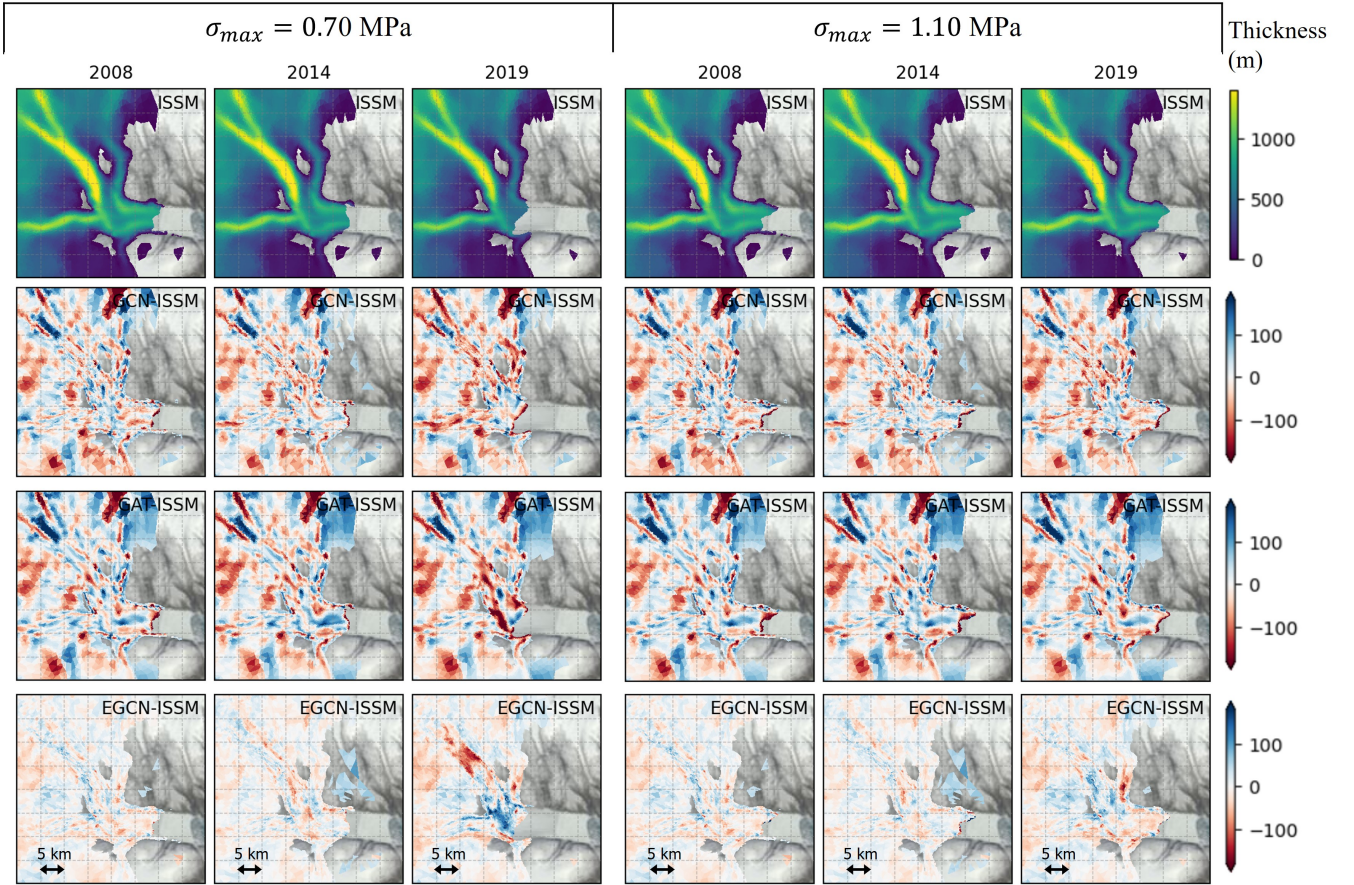 σmax = 0.70 MPa
σmax = 1.10 MPa
Thickness
(m)
2008
2014
2019
2008
2014
2019
ISSM
ISSM
ISSM
ISSM
ISSM
ISSM
1000
500
0
GCN-ISSM
GCN-ISSM
GCN-ISSM
GCN-ISSM
GCN-ISSM
GCN-ISSM
100
0
−100
GAT-ISSM
GAT-ISSM
GAT-ISSM
GAT-ISSM
GAT-ISSM
GAT-ISSM
100
0
−100
EGCN-ISSM
EGCN-ISSM
EGCN-ISSM
EGCN-ISSM
EGCN-ISSM
EGCN-ISSM
100
0
−100
5 km
5 km
5 km
5 km
5 km
5 km